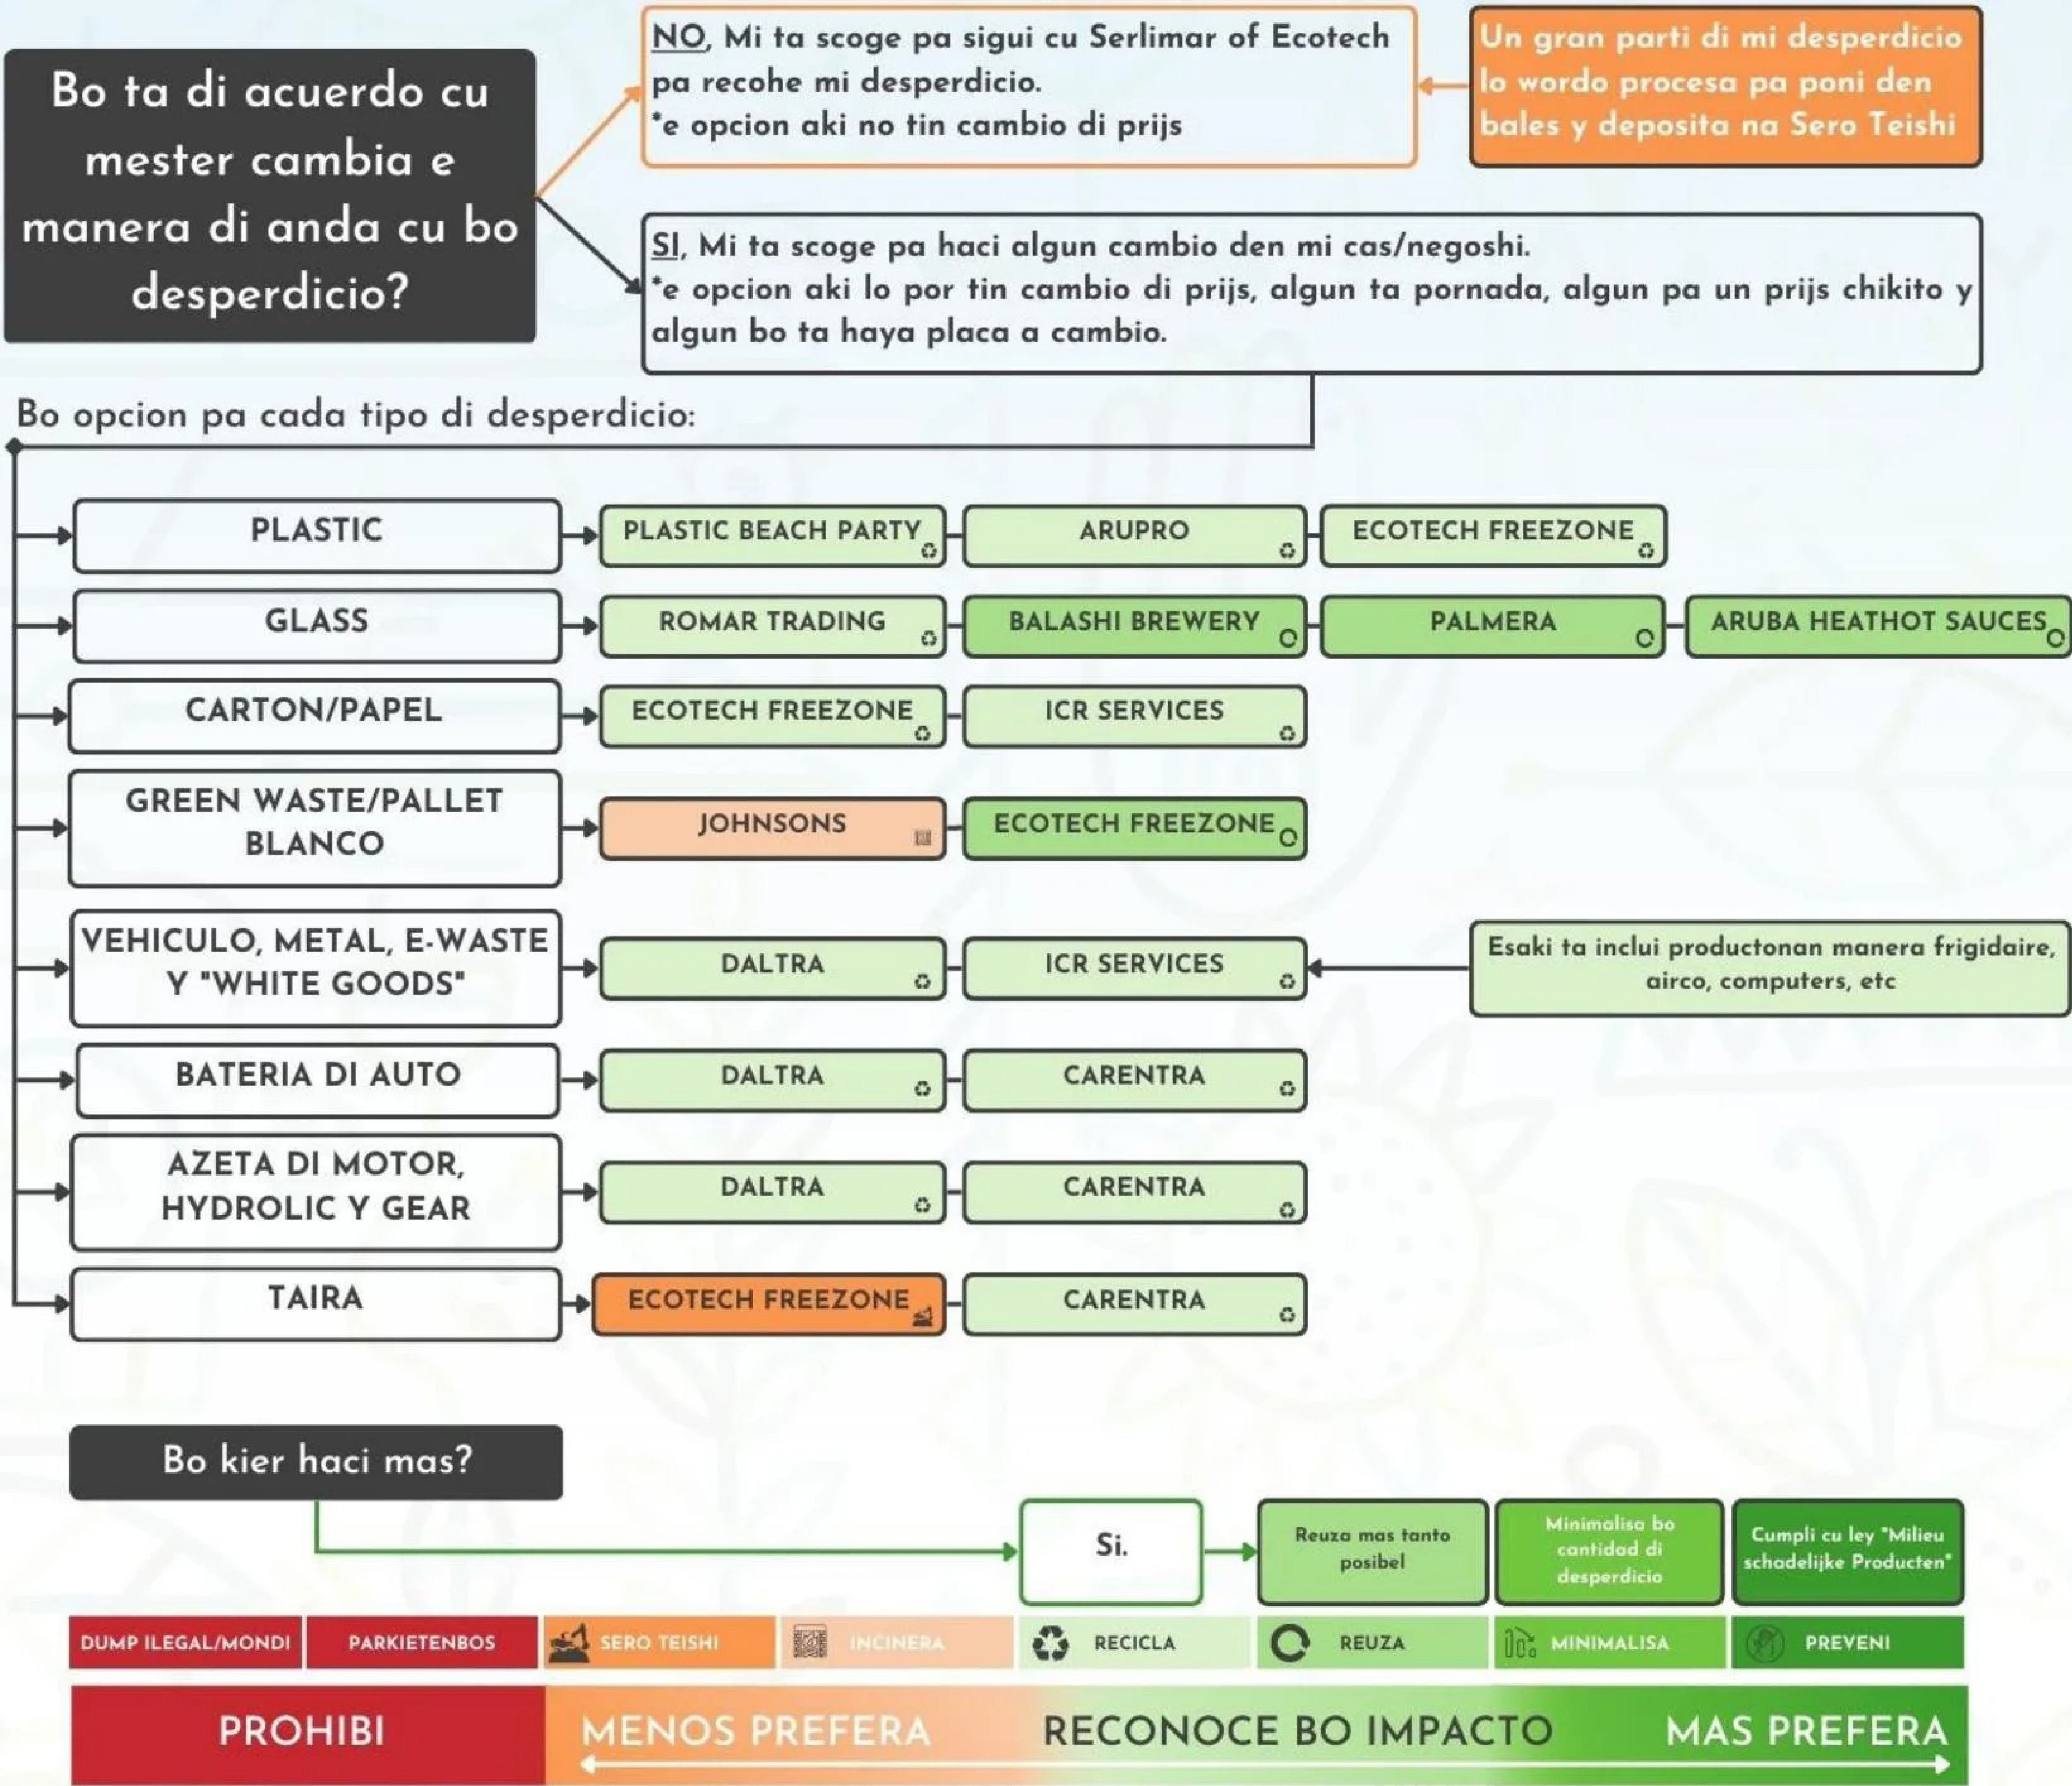 Bo ta di acuerdo cu
mester cambia e
manera di anda cu bo
desperdicio?
NO, Mi ta scoge pa sigui cu Serlimar of Ecotech
pa recohe mi desperdicio.
*e opcion aki no tin cambio di prijs
Un gran parti di mi desperdicio
lo wordo procesa pa poni den
bales y deposita na Sero Teishi
SI, Mi ta scoge pa haci algun cambio den mi cas/negoshi.
*e opcion aki lo por tin cambio di prijs, algun ta pornada, algun pa un prijs chikito y
algun bo ta haya placa a cambio.
Bo opcion pa cada tipo di desperdicio:
PLASTIC
PLASTIC BEACH PARTY
ARUPRO
ECOTECH FREEZONE
GLASS
ROMAR TRADING
BALASHI BREWERY
PALMERA
ARUBA HEATHOT SAUCES
CARTON/PAPEL
ECOTECH FREEZONE
ICR SERVICES
GREEN WASTE/PALLET
BLANCO
JOHNSONS
ECOTECH FREEZONE
VEHICULO, METAL, E-WASTE
Y "WHITE GOODS"
DALTRA
ICR SERVICES
Esaki ta inclui productonan manera frigidaire,
airco, computers, etc
BATERIA DI AUTO
DALTRA
CARENTRA
AZETA DI MOTOR,
HYDROLIC Y GEAR
DALTRA
CARENTRA
TAIRA
ECOTECH FREEZONE
CARENTRA
Bo kier haci mas?
Si.
Reuza mas tanto
posibel
Minimalisa bo
cantidad di
desperdicio
Cumpli cu ley "Milieu
schadelijke Producten"
DUMP ILEGAL/MONDI
PARKIETENBOS
SERO TEISHI
INCINERA
RECICLA
REUZA
MINIMALISA
PREVENI
PROHIBI
MENOS PREFERA
RECONOCE BO IMPACTO
MAS PREFERA